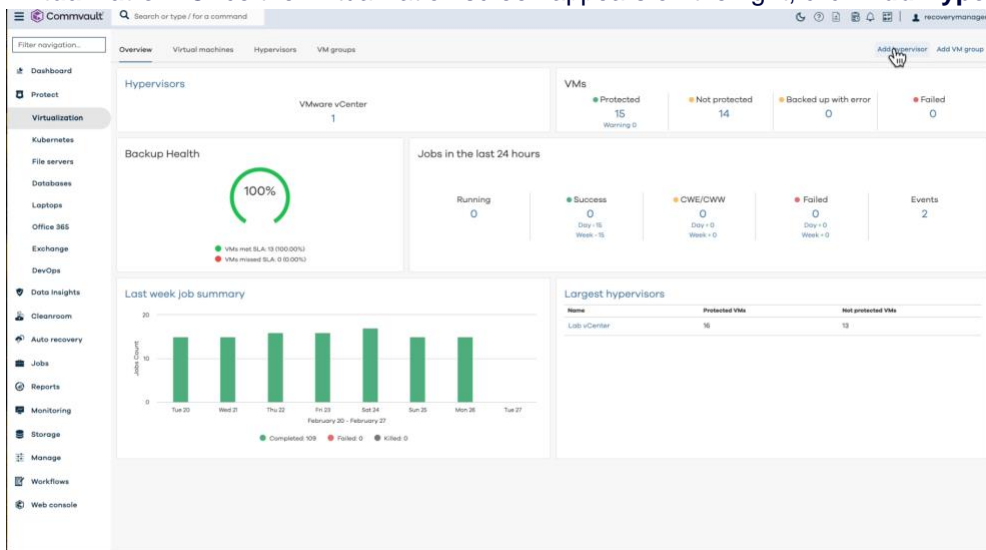 Commvault
Search or type / for a command
recoverymanager
Filter navigation...
Overview Virtual machines Hypervisors VM groups
Add hypervisor Add VM group
Dashboard
Protect
Virtualization
Kubernetes
File servers
Databases
Laptops
Office 365
Exchange
DevOps
Data Insights
Cleanroom
Auto recovery
Jobs
Reports
Monitoring
Storage
Manage
Workflows
Web console
Hypervisors
VMware vCenter
1
VMs
Protected Not protected Backed up with error Failed
15 14 0 0
Warning 0
Backup Health
100%
VMs met SLA: 13 (100.00%)
VMs missed SLA: 0 (0.00%)
Jobs in the last 24 hours
Running Success CWE/CWW Failed Events
0 0 0 0 2
Day • 15 Day • 0 Day • 0
Week • 15 Week • 0 Week • 0
Last week job summary
Jobs Count
20
10
0
Tue 20 Wed 21 Thu 22 Fri 23 Sat 24 Sun 25 Mon 26 Tue 27
February 20 - February 27
Completed: 109 Failed: 0 Killed: 0
Largest hypervisors
Name Protected VMs Not protected VMs
Lab vCenter 16 13